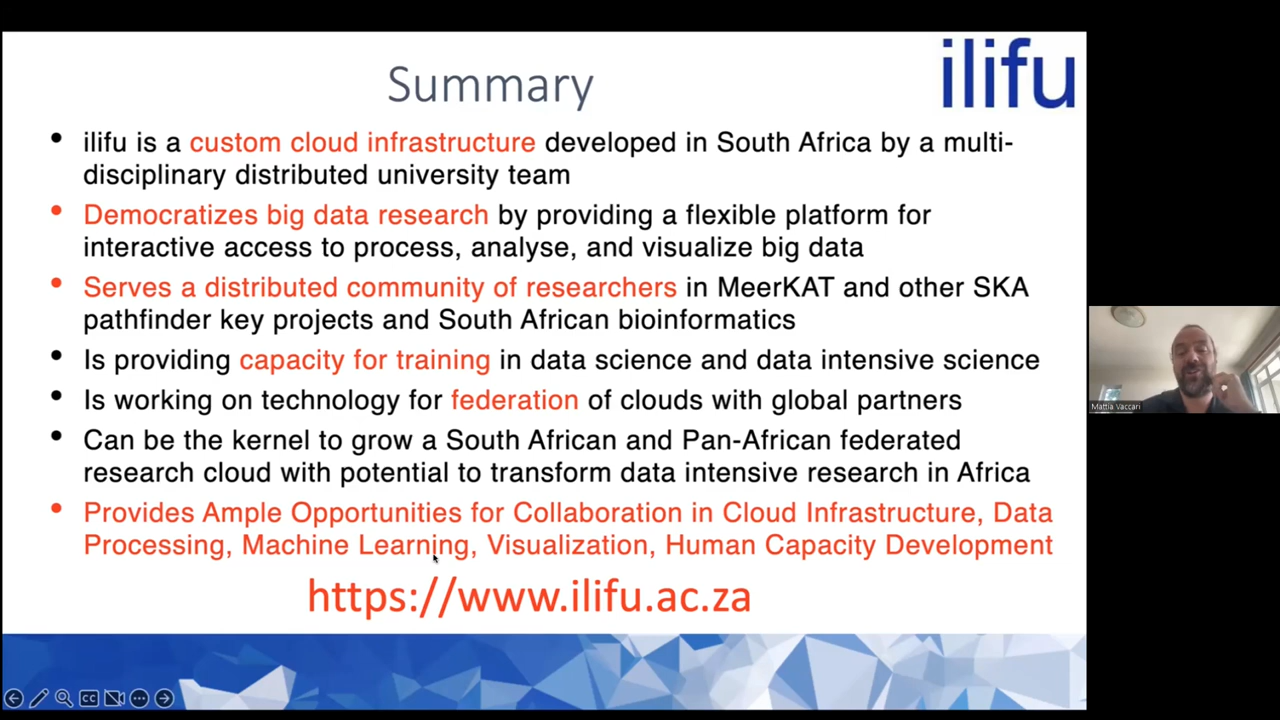 ilifu
Summary
• ilifu is a custom cloud infrastructure developed in South Africa by a multi-
disciplinary distributed university team
• Democratizes big data research by providing a flexible platform for
interactive access to process, analyse, and visualize big data
• Serves a distributed community of researchers in MeerKAT and other SKA
pathfinder key projects and South African bioinformatics
• Is providing capacity for training in data science and data intensive science
• Is working on technology for federation of clouds with global partners
• Can be the kernel to grow a South African and Pan-African federated
research cloud with potential to transform data intensive research in Africa
• Provides Ample Opportunities for Collaboration in Cloud Infrastructure, Data
Processing, Machine Learning, Visualization, Human Capacity Development
https://www.ilifu.ac.za
Mattia Vaccari
CC